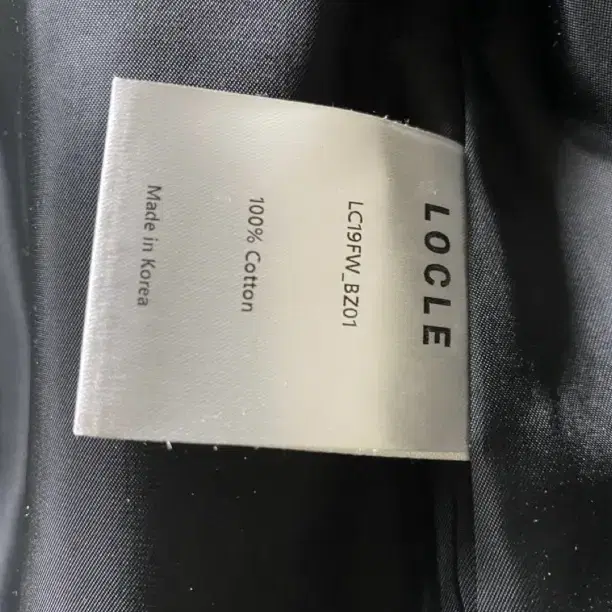 LOCLE
LC19FW_BZ01
100% Cotton
Made in Korea